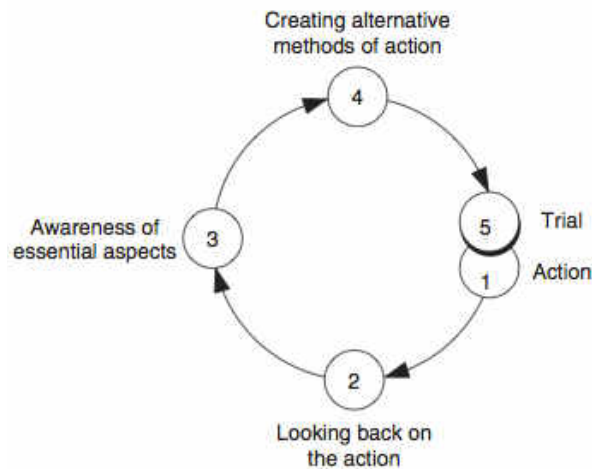 Creating alternative
methods of action
4
5
Trial
Awareness of
essential aspects
3
1
Action
2
Looking back on
the action